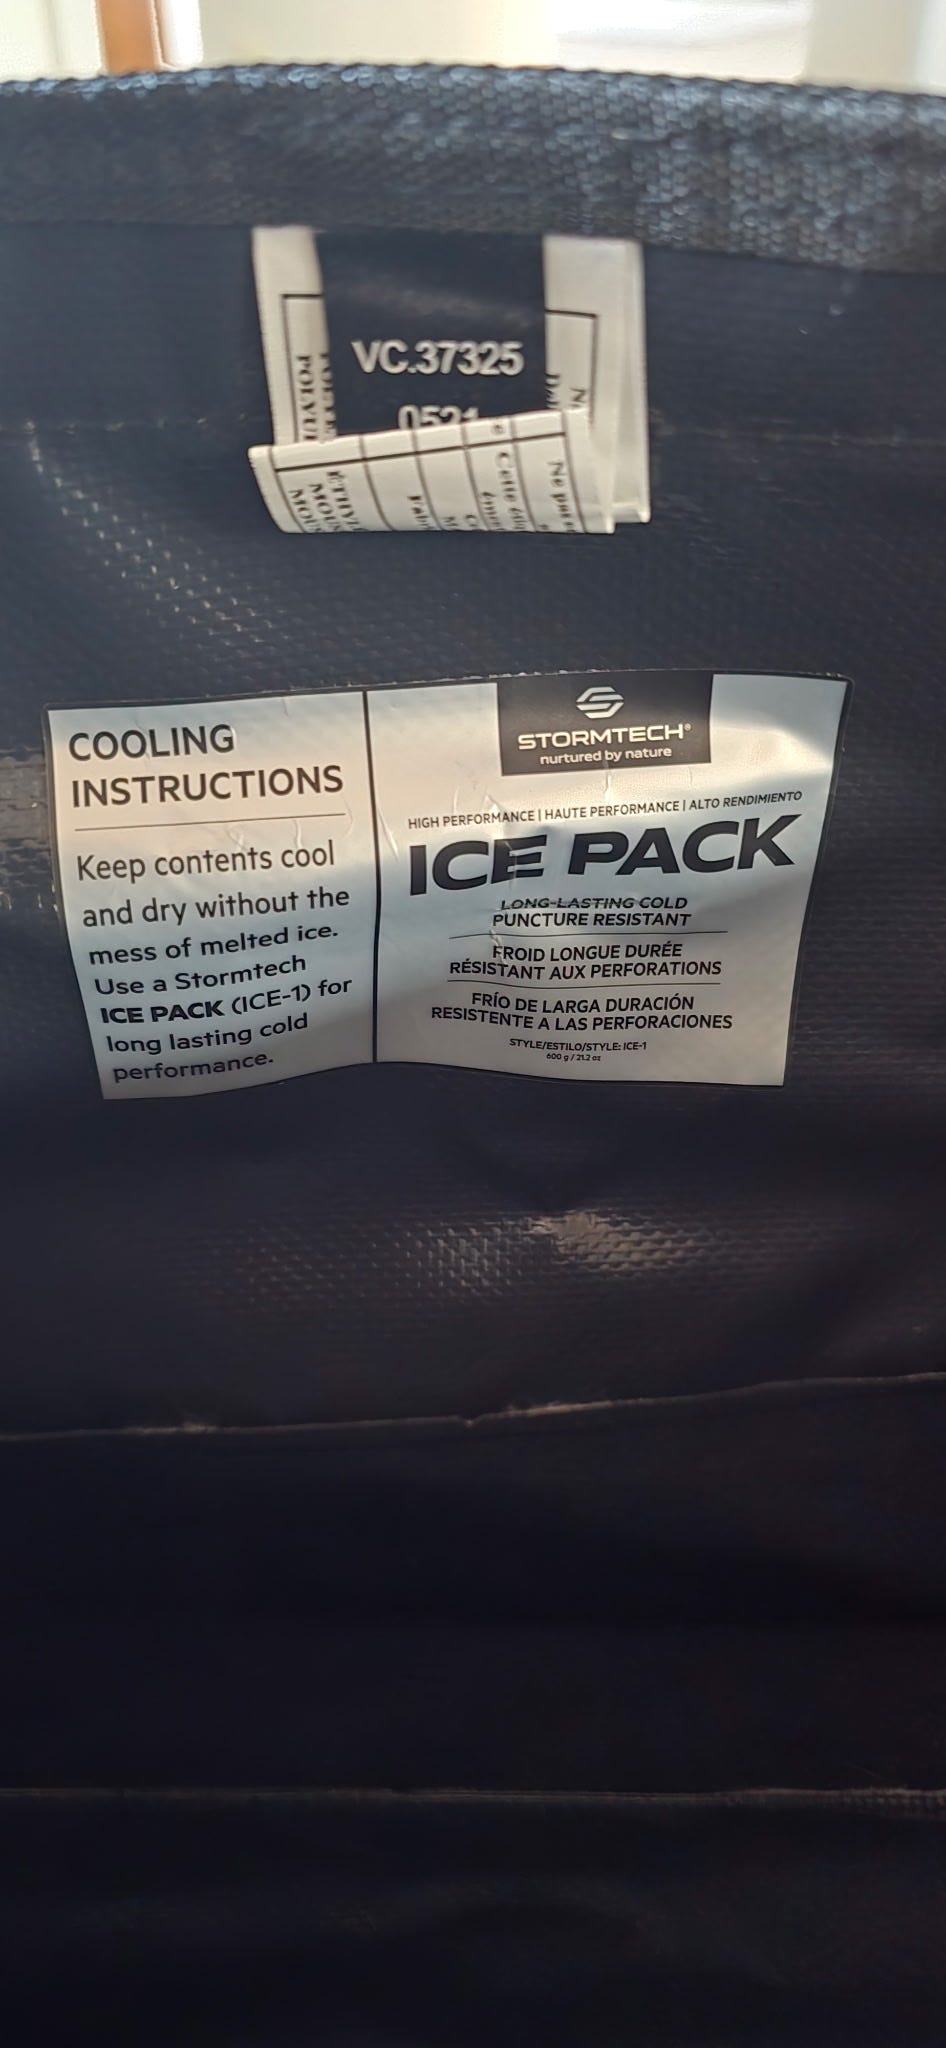 VC.37325
COOLING
INSTRUCTIONS
Keep contents cool
and dry without the
mess of melted ice.
Use a Stormtech
ICE PACK (ICE-1) for
long lasting cold
performance.
STORMTECH®
nurtured by nature
HIGH PERFORMANCE | HAUTE PERFORMANCE | ALTO RENDIMIENTO
ICE PACK
LONG-LASTING COLD
PUNCTURE RESISTANT
FROID LONGUE DURÉE
RÉSISTANT AUX PERFORATIONS
FRÍO DE LARGA DURACIÓN
RESISTENTE A LAS PERFORACIONES
STYLE/ESTILO/STYLE: ICE-1
600 g / 21.2 oz